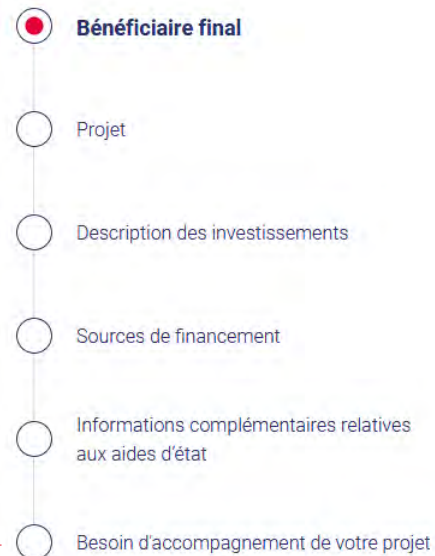 Bénéficiaire final
Projet
Description des investissements
Sources de financement
Informations complémentaires relatives
aux aides d'état
Besoin d'accompagnement de votre projet